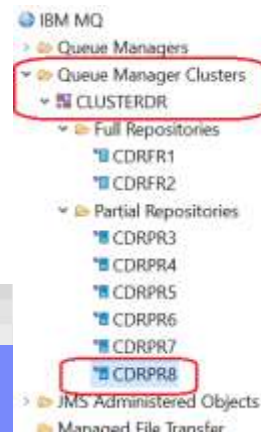 IBM MQ
Queue Managers
Queue Manager Clusters
CLUSTERDR
Full Repositories
CDRFR1
CDRFR2
Partial Repositories
CDRPR3
CDRPR4
CDRPR5
CDRPR6
CDRPR7
CDRPR8
JMS Administered Objects
Managed File Transfer